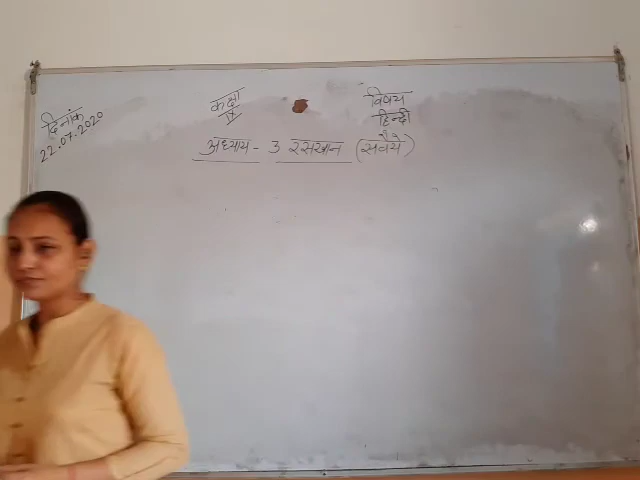 दिनांक
22.07.2020
कक्षा
IX
विषय
हिन्दी
अध्याय - 3 रसखान (सवैये)